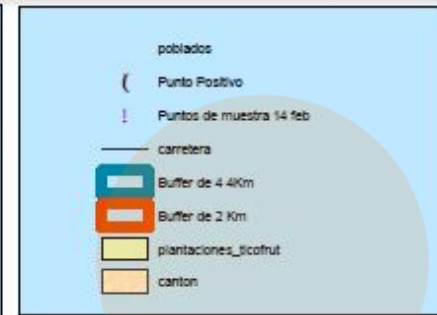 poblados
( Punto Positivo
! Puntos de muestra 14 feb
carretera
Buffer de 4 4Km
Buffer de 2 Km
plantaciones_ticofrut
canton